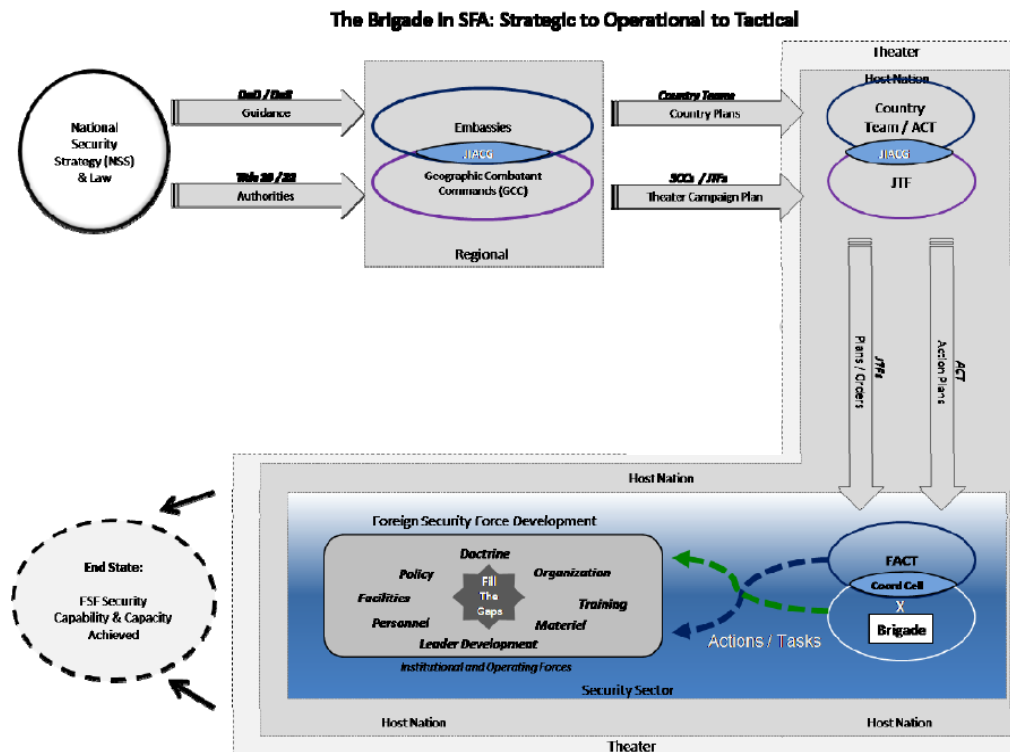 The Brigade in SFA: Strategic to Operational to Tactical
Theater
Host Nation
National
Security
Strategy (NSS)
& Law
DoD / DoS
Guidance
Title 10 / 22
Authorities
Embassies
JIACG
Geographic Combatant
Commands (GCC)
Regional
Country Teams
Country Plans
SCCs / JTFs
Theater Campaign Plan
Country
Team / ACT
JIACG
JTF
JTFs
Plans / Orders
ACT
Action Plans
Host Nation
End State:
FSF Security
Capability & Capacity
Achieved
Foreign Security Force Development
Doctrine
Policy
Organization
Facilities
Fill
The
Gaps
Training
Personnel
Materiel
Leader Development
Institutional and Operating Forces
FACT
Coord Cell
X
Brigade
Actions / Tasks
Security Sector
Host Nation
Host Nation
Theater